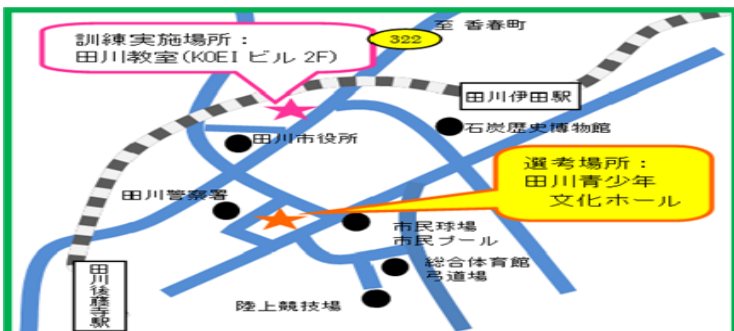 至 香春町
322
訓練実施場所：
田川教室(KOEIビル 2F)
田川伊田駅
石炭歴史博物館
田川市役所
選考場所：
田川青少年
文化ホール
田川警察署
市民球場
市民プール
総合体育館
弓道場
田川後藤寺駅
陸上競技場